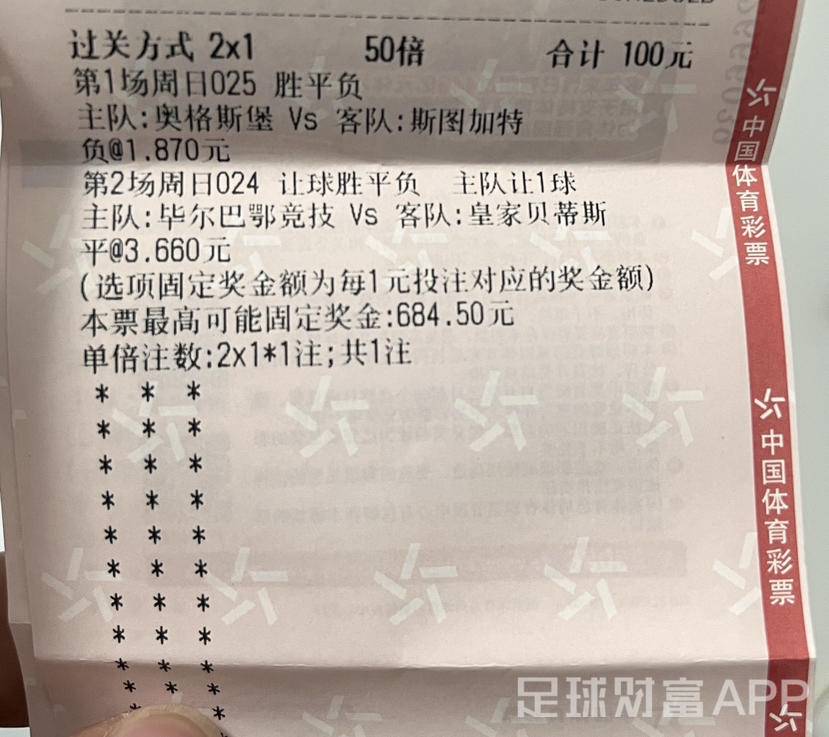 过关方式 2x1 50倍 合计 100元
第1场周日025 胜平负
主队:奥格斯堡 Vs 客队:斯图加特
负@1.870元
第2场周日024 让球胜平负 主队让1球
主队:毕尔巴鄂竞技 Vs 客队:皇家贝蒂斯
平@3.660元
(选项固定奖金额为每1元投注对应的奖金额)
本票最高可能固定奖金:684.50元
单倍注数:2x1*1注;共1注
* * *
* * *
* * *
* * *
* * *
* * *
* * *
* * *
* * *
* * *
* *
中国体育彩票
中国体育彩票
足球财富APP